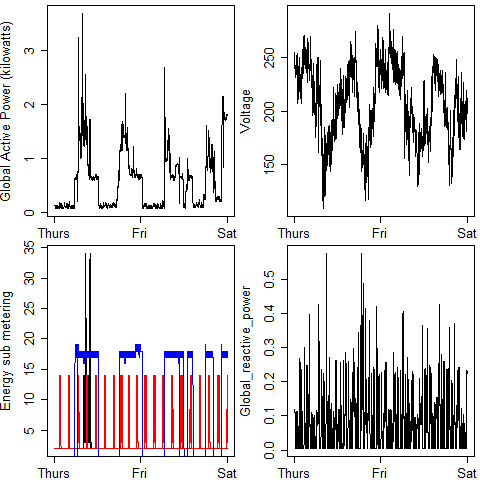 Global Active Power (kilowatts)
0 1 2 3
Thurs Fri Sat
Voltage
150 200 250
Thurs Fri Sat
Energy sub metering
5 10 15 20 25 30 35
Thurs Fri Sat
Global_reactive_power
0.0 0.1 0.2 0.3 0.4 0.5
Thurs Fri Sat